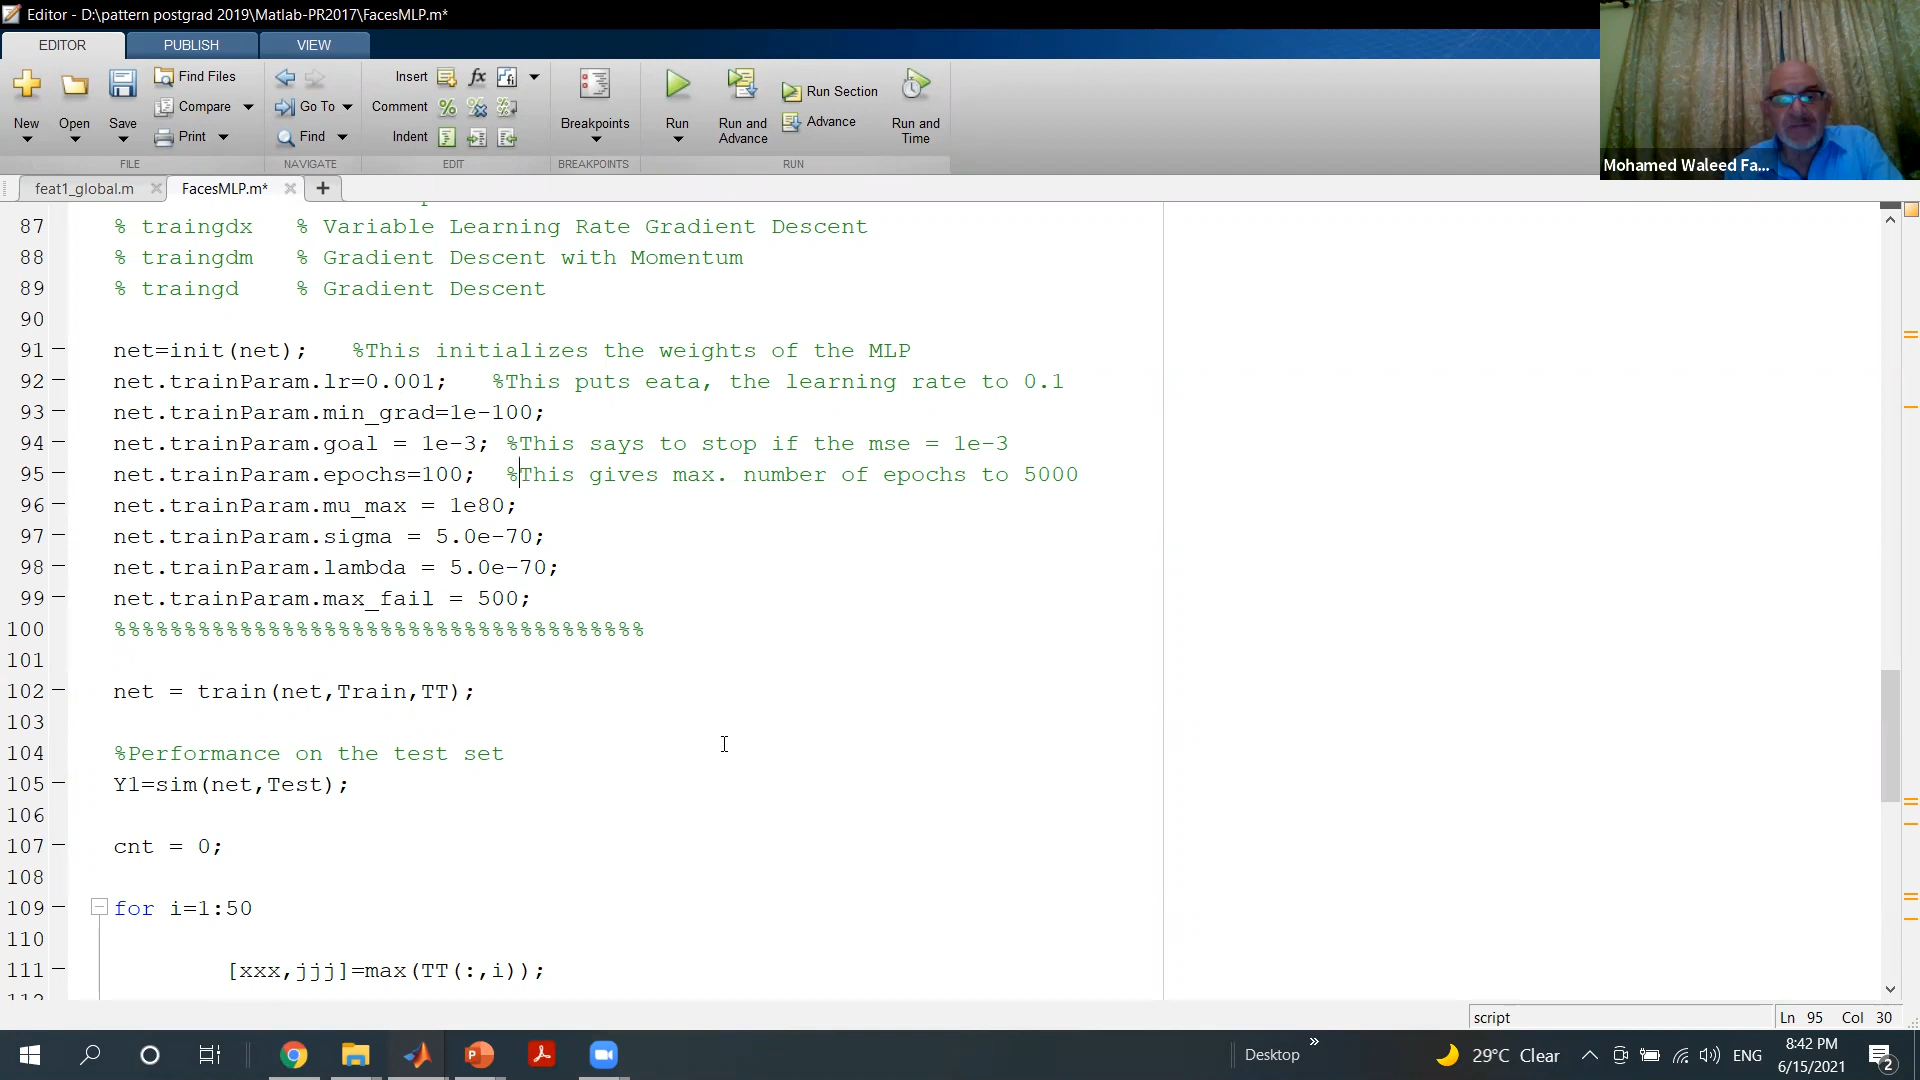 Editor - D:\pattern postgrad 2019\Matlab-PR2017\FacesMLP.m*
EDITOR
PUBLISH
VIEW
New
Open
Save
Find Files
Compare
Print
Go To
Find
Insert
fx
Comment
Indent
Breakpoints
Run
Run and Advance
Run Section
Advance
Run and Time
FILE
NAVIGATE
EDIT
BREAKPOINTS
RUN
Mohamed Waleed Fa...
feat1_global.m
FacesMLP.m*
87 % traingdx % Variable Learning Rate Gradient Descent
88 % traingdm % Gradient Descent with Momentum
89 % traingd % Gradient Descent
90
91 net=init(net); %This initializes the weights of the MLP
92 net.trainParam.lr=0.001; %This puts eata, the learning rate to 0.1
93 net.trainParam.min_grad=1e-100;
94 net.trainParam.goal = 1e-3; %This says to stop if the mse = 1e-3
95 net.trainParam.epochs=100; %This gives max. number of epochs to 5000
96 net.trainParam.mu_max = 1e80;
97 net.trainParam.sigma = 5.0e-70;
98 net.trainParam.lambda = 5.0e-70;
99 net.trainParam.max_fail = 500;
100 %%%%%%%%%%%%%%%%%%%%%%%%%%%%%%%%%%%%%%
101
102 net = train(net,Train,TT);
103
104 %Performance on the test set
105 Y1=sim(net,Test);
106
107 cnt = 0;
108
109 for i=1:50
110
111 [xxx,jjj]=max(TT(:,i));
script
Ln 95 Col 30
Desktop
29°C Clear
ENG
8:42 PM
6/15/2021
2